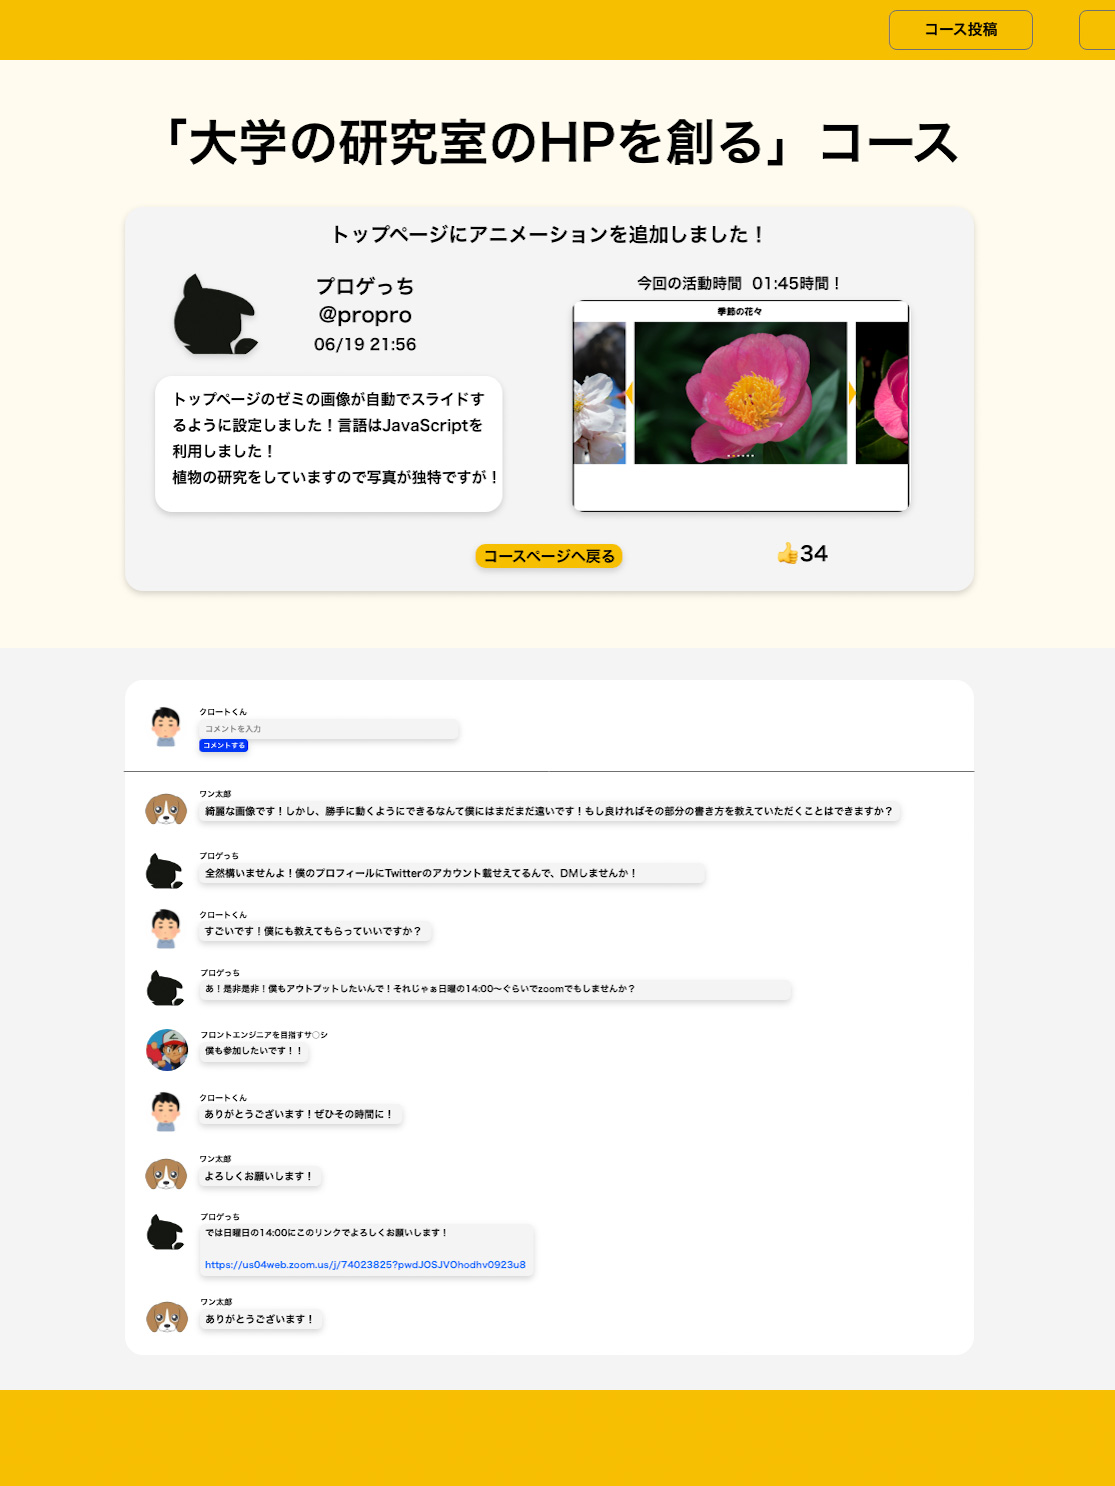 コース投稿
「大学の研究室のHPを創る」コース
トップページにアニメーションを追加しました！
プロゲっち
@propro
06/19 21:56
今回の活動時間 01:45時間！
季節の花々
トップページのゼミの画像が自動でスライドす
るように設定しました！言語はJavaScriptを
利用しました！
植物の研究をしていますので写真が独特ですが！
コースページへ戻る
👍34
クロートくん
コメントを入力
コメントする
ワン太郎
綺麗な画像です！しかし、勝手に動くようにできるなんて僕にはまだまだ遠いです！もし良ければその部分の書き方を教えていただくことはできますか？
プロゲっち
全然構いませんよ！僕のプロフィールにTwitterのアカウント載せえてるんで、DMしませんか！
クロートくん
すごいです！僕にも教えてもらっていいですか？
プロゲっち
あ！是非是非！僕もアウトプットしたいんで！それじゃぁ日曜の14:00〜ぐらいでzoomでもしませんか？
フロントエンジニアを目指すサ〇シ
僕も参加したいです！！
クロートくん
ありがとうございます！ぜひその時間に！
ワン太郎
よろしくお願いします！
プロゲっち
では日曜日の14:00にこのリンクでよろしくお願いします！
https://us04web.zoom.us/j/74023825?pwdJOSJVOhodhv0923u8
ワン太郎
ありがとうございます！